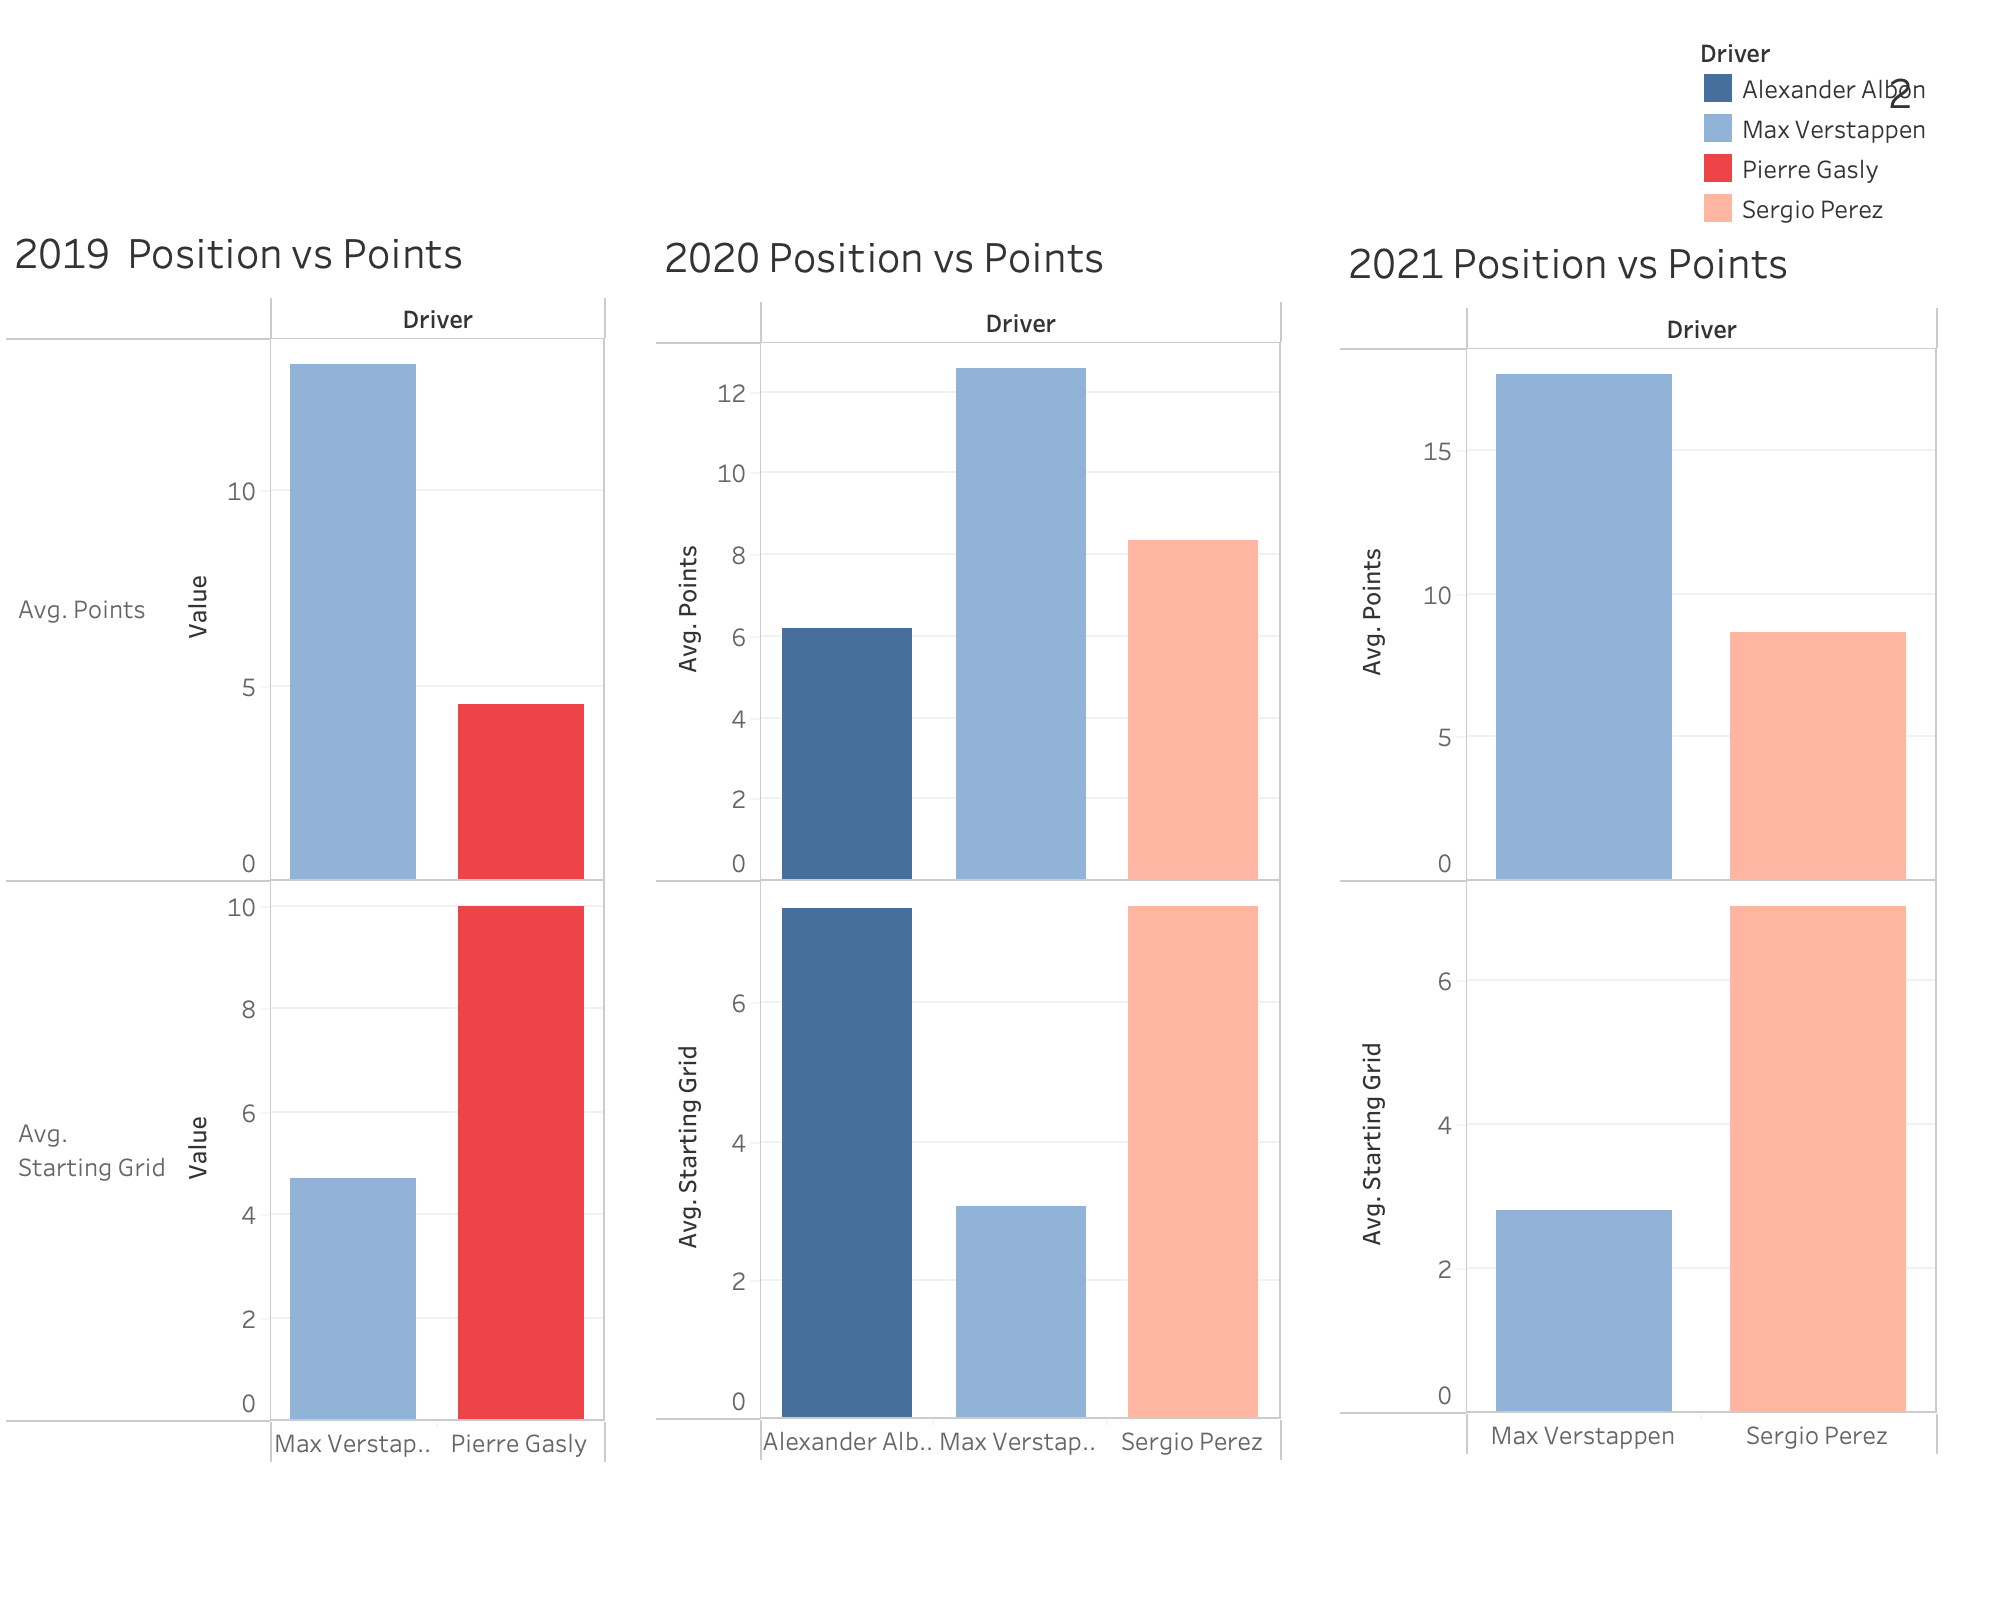 Driver
Alexander Albon
2
Max Verstappen
Pierre Gasly
Sergio Perez
2019 Position vs Points
Driver
Avg. Points
Value
10
5
0
Avg.
Starting Grid
Value
10
8
6
4
2
0
Max Verstap..
Pierre Gasly
2020 Position vs Points
Driver
Avg. Points
12
10
8
6
4
2
0
Avg. Starting Grid
6
4
2
0
Alexander Alb..
Max Verstap..
Sergio Perez
2021 Position vs Points
Driver
Avg. Points
15
10
5
0
Avg. Starting Grid
6
4
2
0
Max Verstappen
Sergio Perez